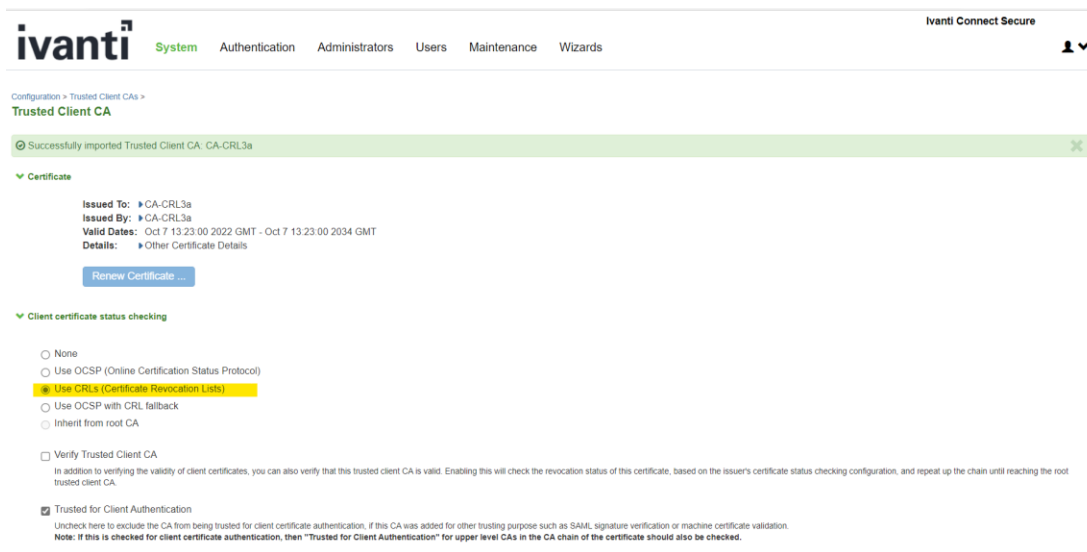 Ivanti Connect Secure
ivanti
System Authentication Administrators Users Maintenance Wizards
Configuration > Trusted Client CAs >
Trusted Client CA
Successfully imported Trusted Client CA: CA-CRL3a
Certificate
Issued To: CA-CRL3a
Issued By: CA-CRL3a
Valid Dates: Oct 7 13:23:00 2022 GMT - Oct 7 13:23:00 2034 GMT
Details: Other Certificate Details
Renew Certificate ...
Client certificate status checking
None
Use OCSP (Online Certification Status Protocol)
Use CRLs (Certificate Revocation Lists)
Use OCSP with CRL fallback
Inherit from root CA
Verify Trusted Client CA
In addition to verifying the validity of client certificates, you can also verify that this trusted client CA is valid. Enabling this will check the revocation status of this certificate, based on the issuer's certificate status checking configuration, and repeat up the chain until reaching the root
trusted client CA.
Trusted for Client Authentication
Uncheck here to exclude the CA from being trusted for client certificate authentication, if this CA was added for other trusting purpose such as SAML signature verification or machine certificate validation.
Note: If this is checked for client certificate authentication, then "Trusted for Client Authentication" for upper level CAs in the CA chain of the certificate should also be checked.